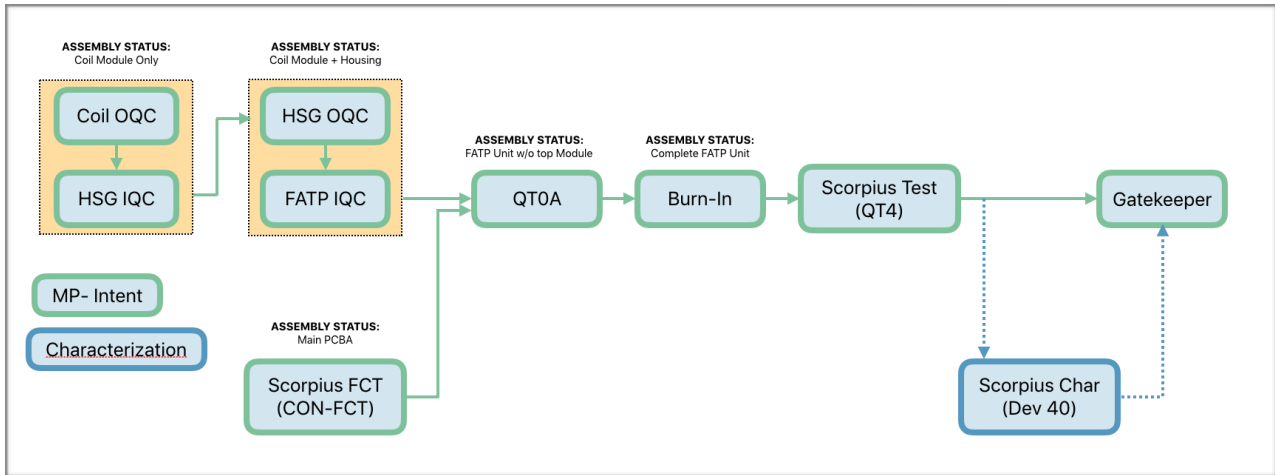 ASSEMBLY STATUS:
Coil Module Only
Coil OQC
HSG IQC
ASSEMBLY STATUS:
Coil Module + Housing
HSG OQC
FATP IQC
ASSEMBLY STATUS:
FATP Unit w/o top Module
QT0A
ASSEMBLY STATUS:
Complete FATP Unit
Burn-In
Scorpius Test
(QT4)
Gatekeeper
MP- Intent
Characterization
ASSEMBLY STATUS:
Main PCBA
Scorpius FCT
(CON-FCT)
Scorpius Char
(Dev 40)